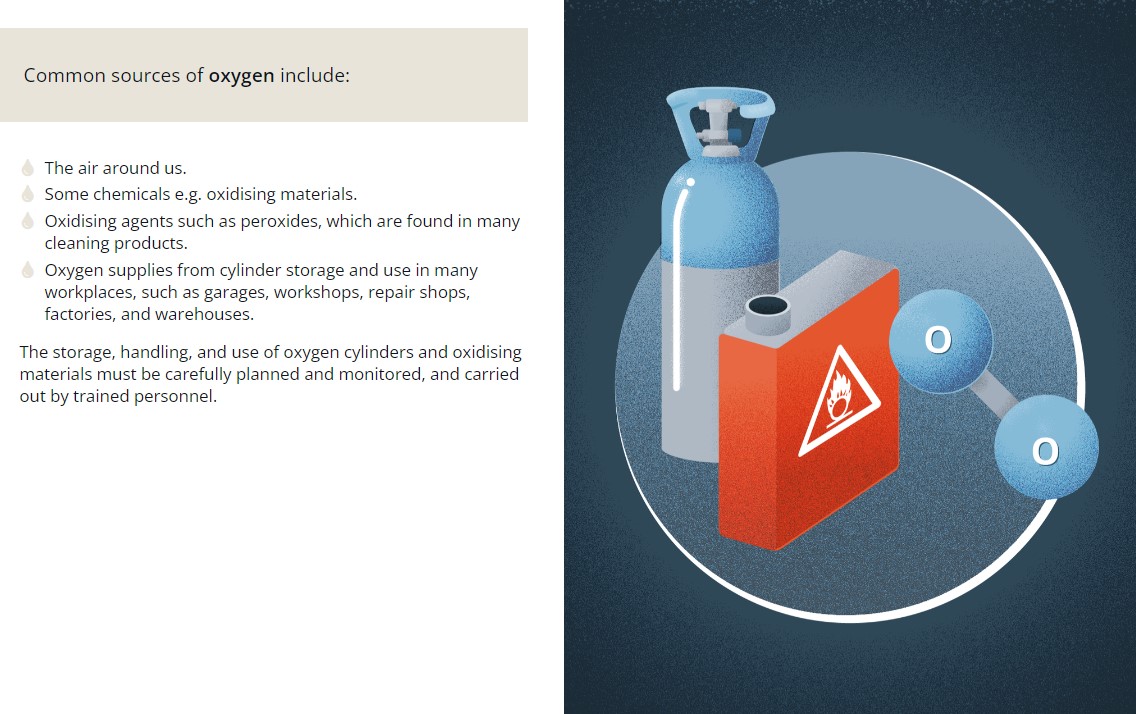 Common sources of oxygen include:
The air around us.
Some chemicals e.g. oxidising materials.
Oxidising agents such as peroxides, which are found in many
cleaning products.
Oxygen supplies from cylinder storage and use in many
workplaces, such as garages, workshops, repair shops,
factories, and warehouses.
The storage, handling, and use of oxygen cylinders and oxidising
materials must be carefully planned and monitored, and carried
out by trained personnel.
O
O